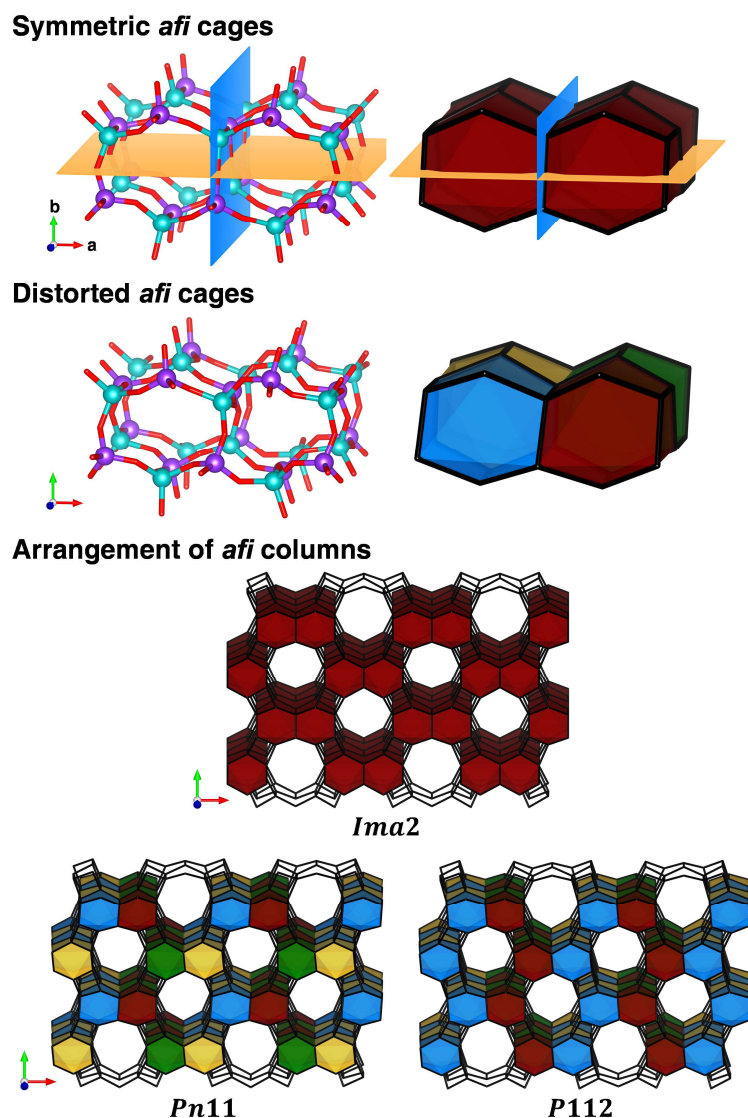 Symmetric afi cages
b
a
Distorted afi cages
Arrangement of afi columns
Ima2
Pn11
P112